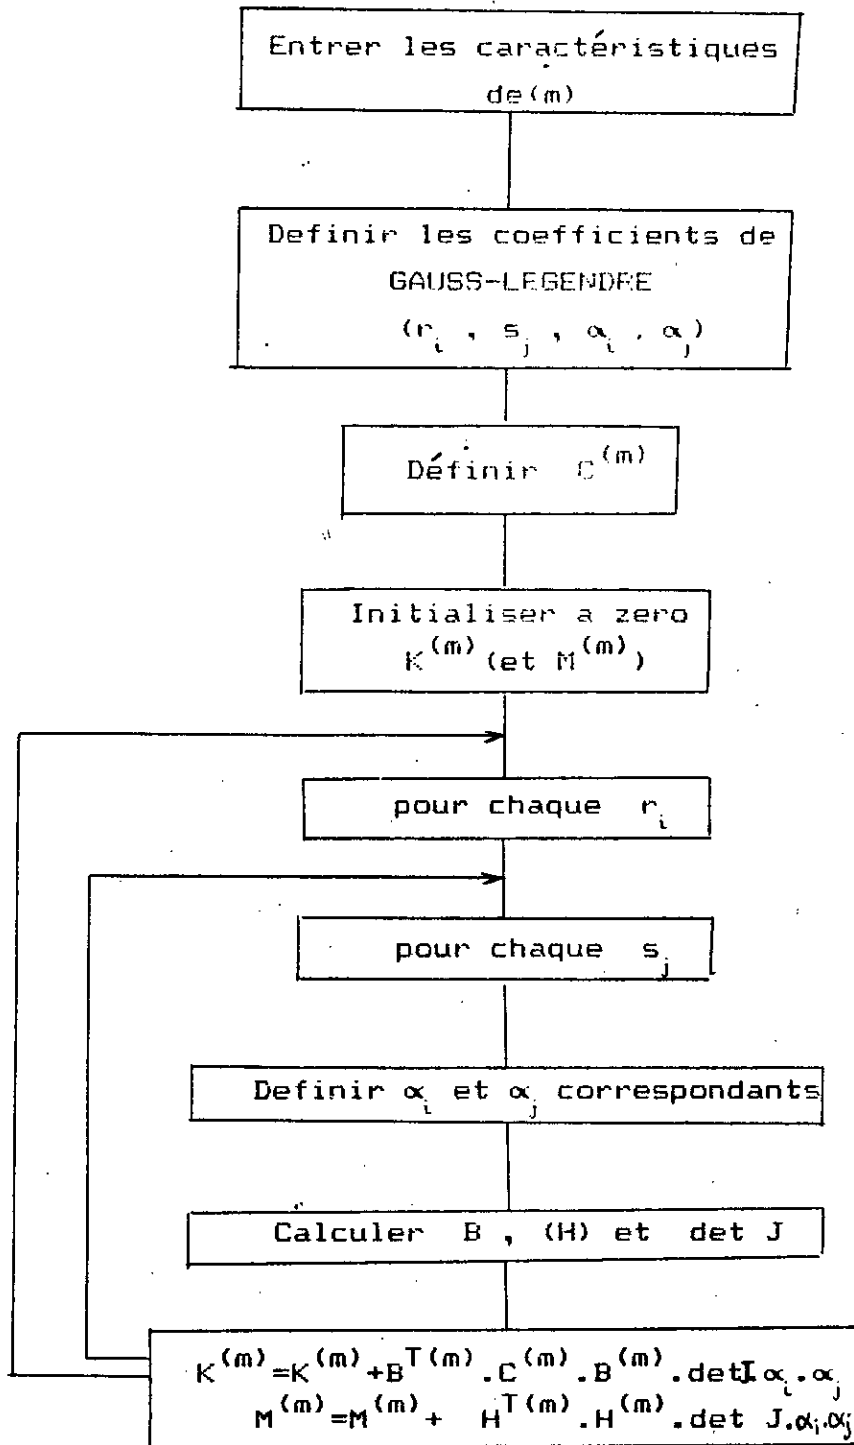 Entrer les caractéristiques
de(m)
Definir les coefficients de
GAUSS-LEGENDRE
(r_i , s_j , α_i , α_j)
Définir C^(m)
Initialiser a zero
K^(m) (et M^(m))
pour chaque r_i
pour chaque s_j
Definir α_i et α_j correspondants
Calculer B , (H) et det J
K^(m)=K^(m)+B^T(m).C^(m).B^(m).detJ α_i.α_j
M^(m)=M^(m)+ H^T(m).H^(m).det J.α_i.α_j